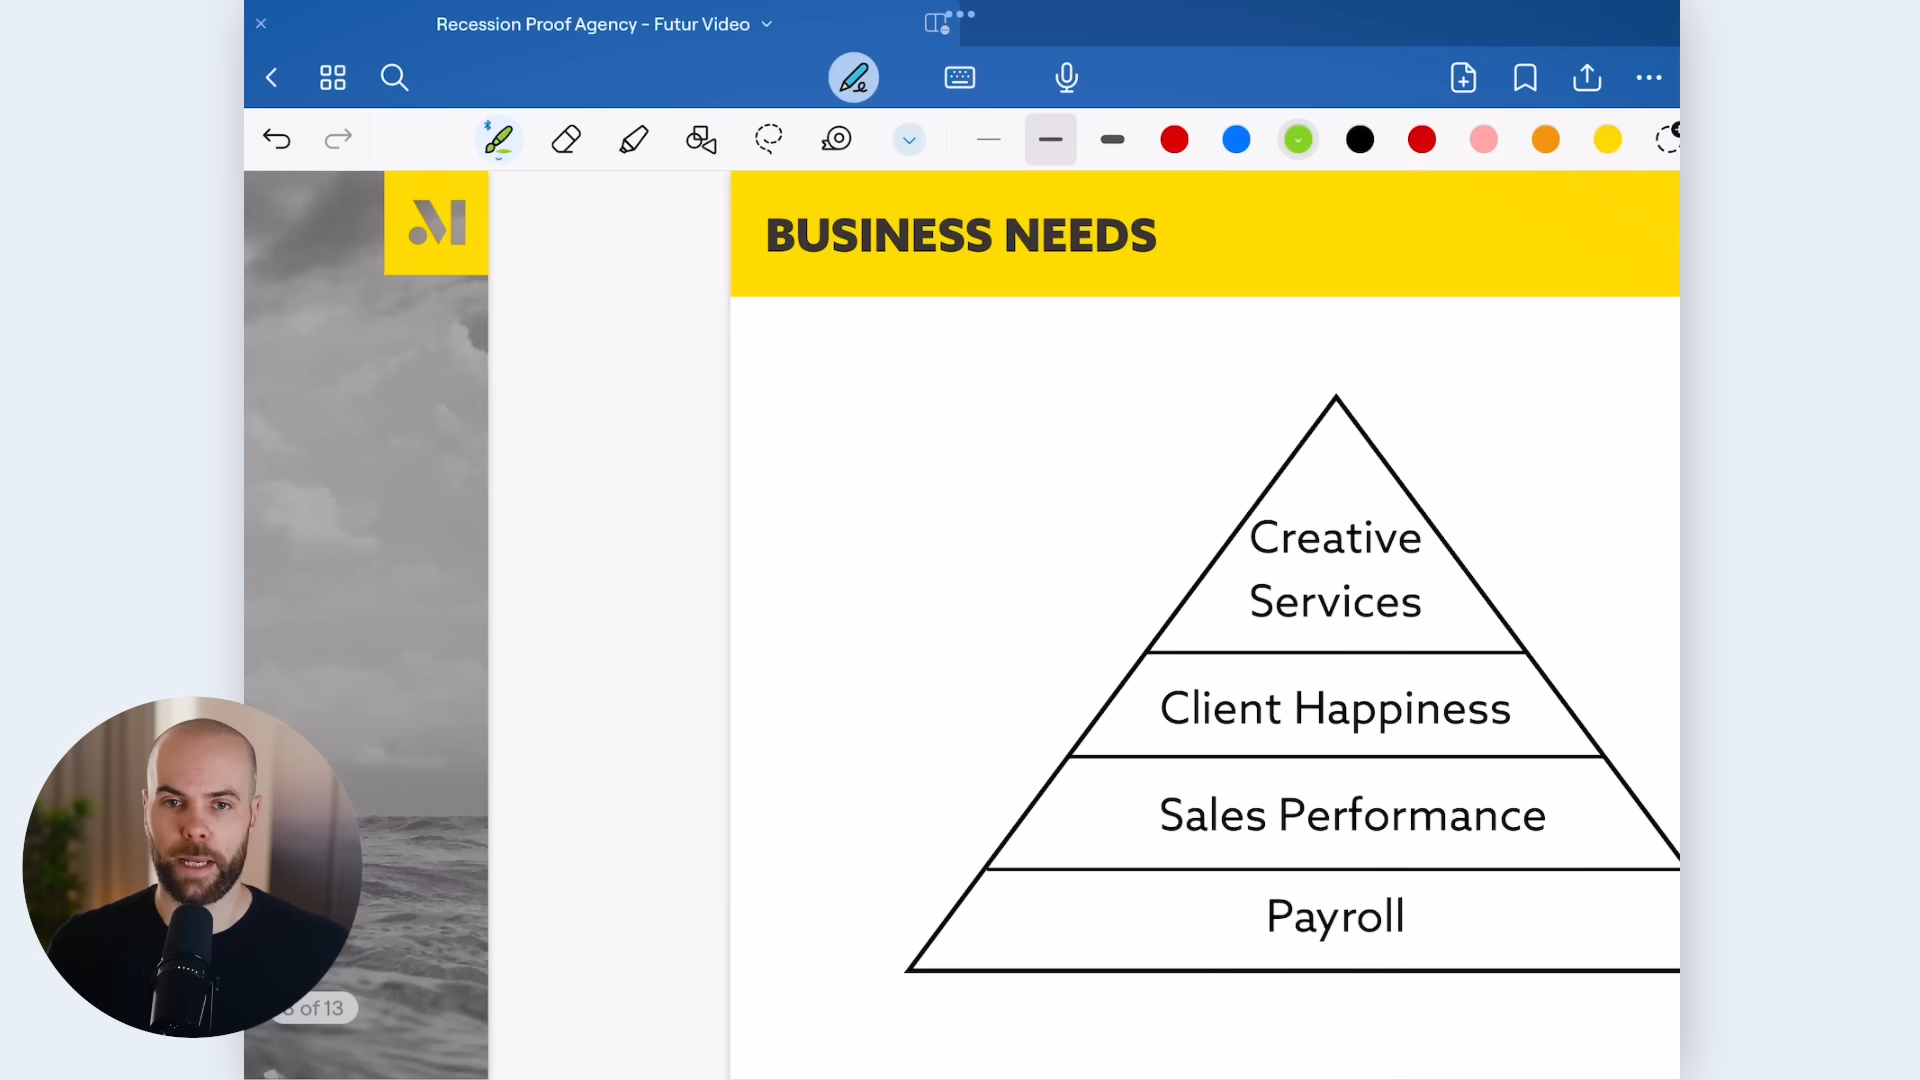 Recession Proof Agency – Futur Video
BUSINESS NEEDS
Creative
Services
Client Happiness
Sales Performance
Payroll
of 13